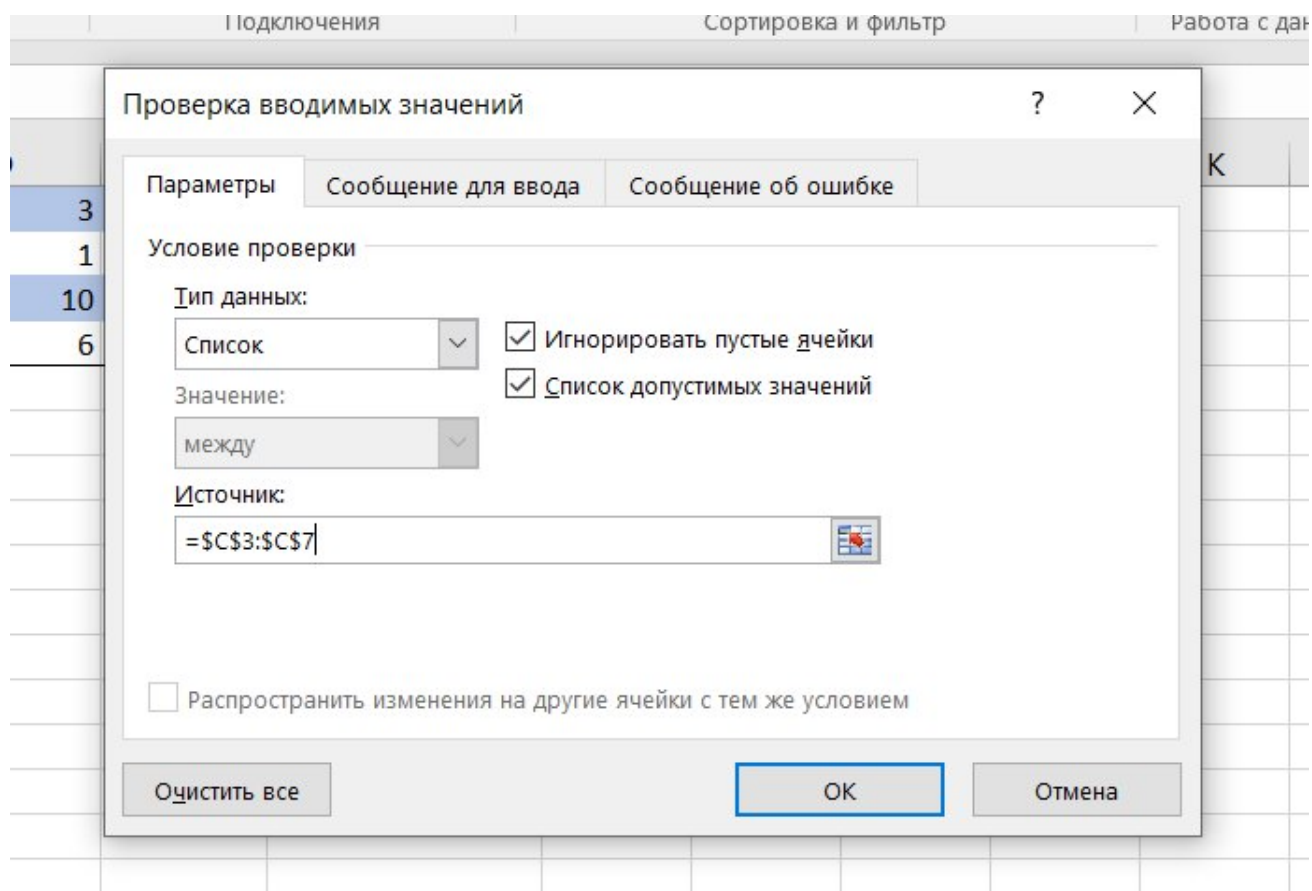 Подключения Сортировка и фильтр Работа с дан
Проверка вводимых значений ? ×
K
Параметры Сообщение для ввода Сообщение об ошибке
3
Условие проверки
1
Тип данных:
10
Список Игнорировать пустые ячейки
6
Список допустимых значений
Значение:
между
Источник:
=$C$3:$C$7
Распространить изменения на другие ячейки с тем же условием
Очистить все ОК Отмена